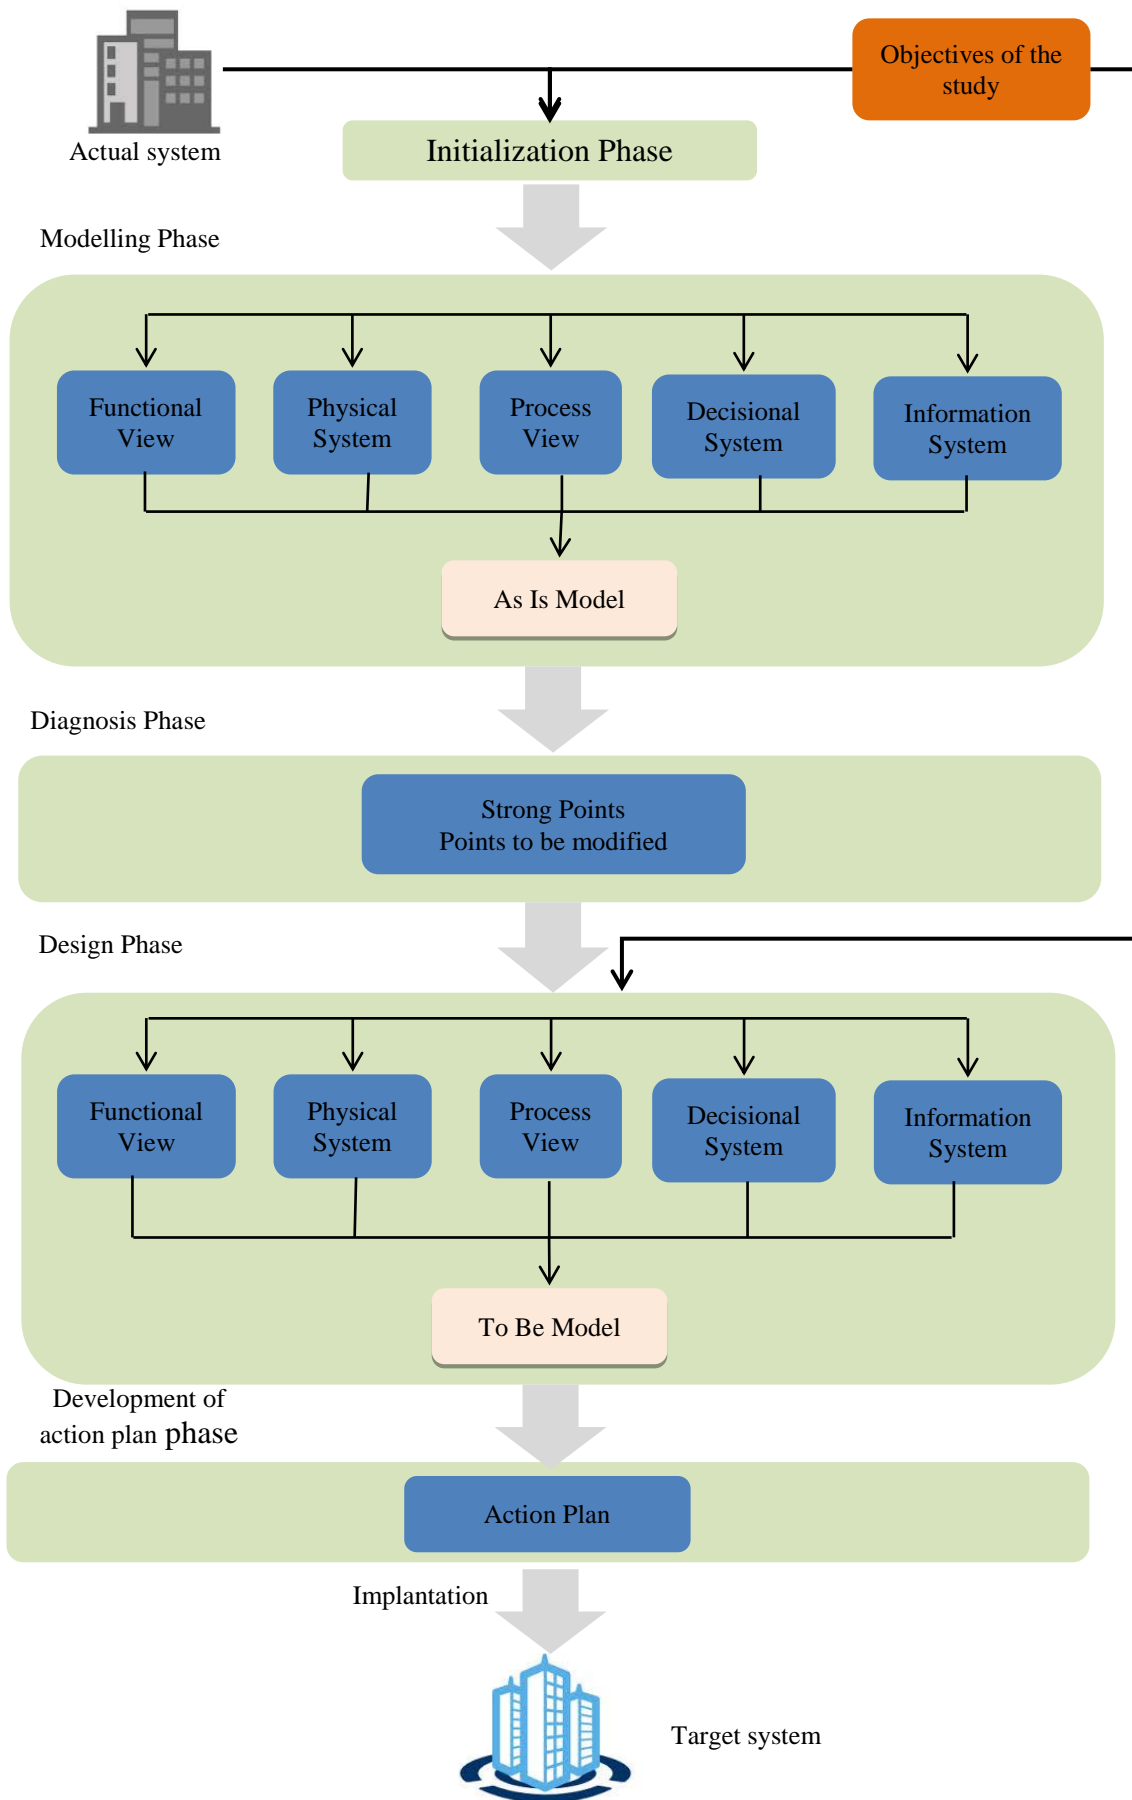 Objectives of the
study
Actual system
Initialization Phase
Modelling Phase
Functional
View
Physical
System
Process
View
Decisional
System
Information
System
As Is Model
Diagnosis Phase
Strong Points
Points to be modified
Design Phase
Functional
View
Physical
System
Process
View
Decisional
System
Information
System
To Be Model
Development of
action plan phase
Action Plan
Implantation
Target system